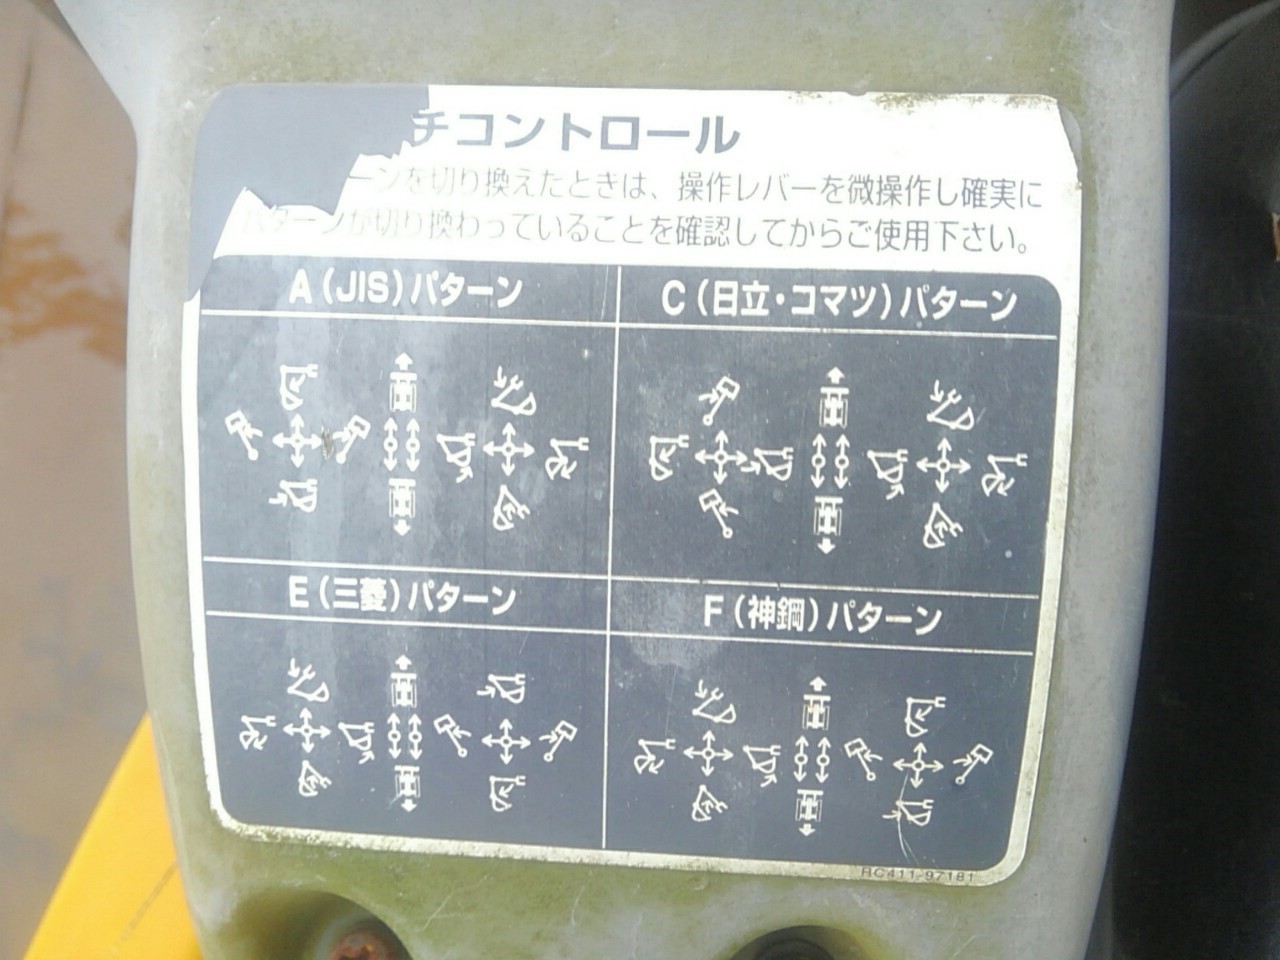 チコントロール
ーンを切り換えたときは、操作レバーを微操作し確実に
パターンが切り換わっていることを確認してからご使用下さい。
A(JIS)パターン
C(日立・コマツ)パターン
E(三菱)パターン
F(神鋼)パターン
RC411-97181